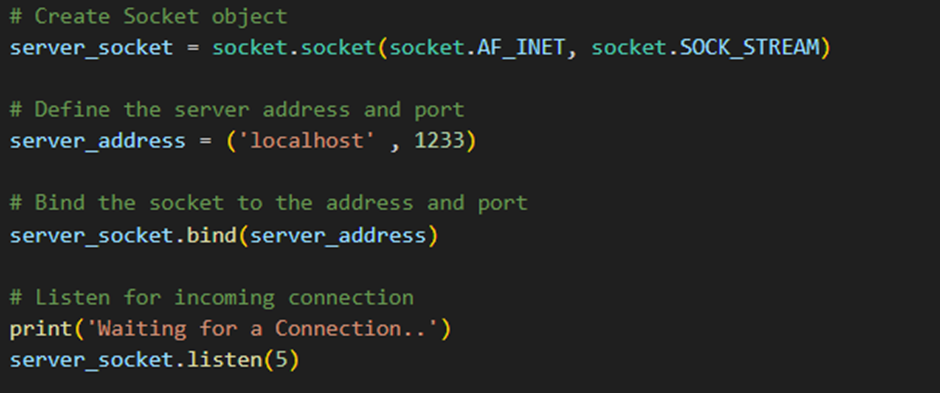 # Create Socket object
server_socket = socket.socket(socket.AF_INET, socket.SOCK_STREAM)
# Define the server address and port
server_address = ('localhost' , 1233)
# Bind the socket to the address and port
server_socket.bind(server_address)
# Listen for incoming connection
print('Waiting for a Connection..')
server_socket.listen(5)